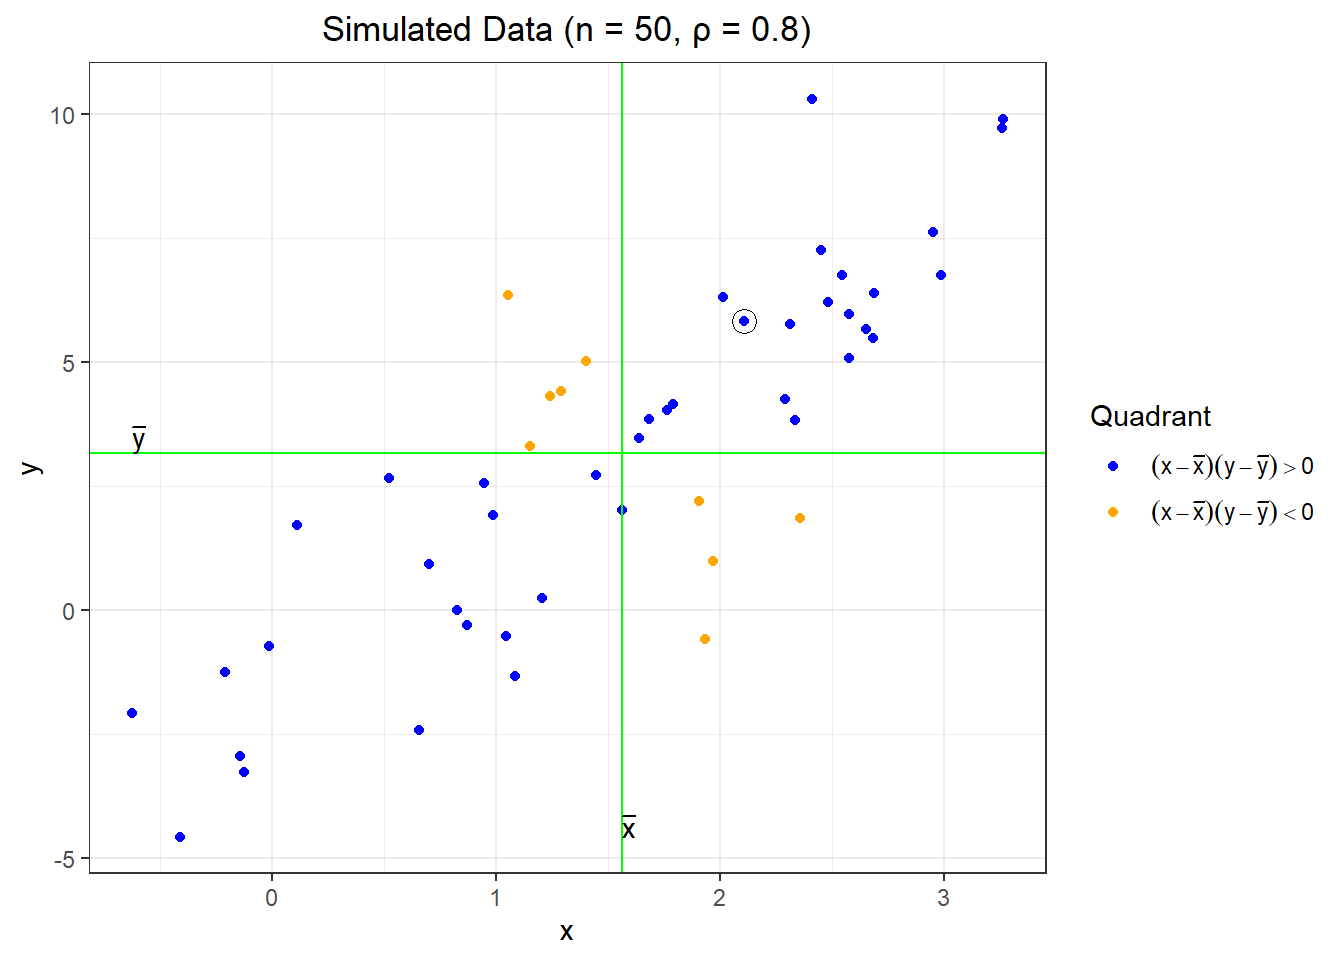 Simulated Data (n = 50, ρ = 0.8)
10
5
0
-5
y
y̅
x̅
0
1
2
3
x
Quadrant
(x − x̅)(y − y̅) > 0
(x − x̅)(y − y̅) < 0